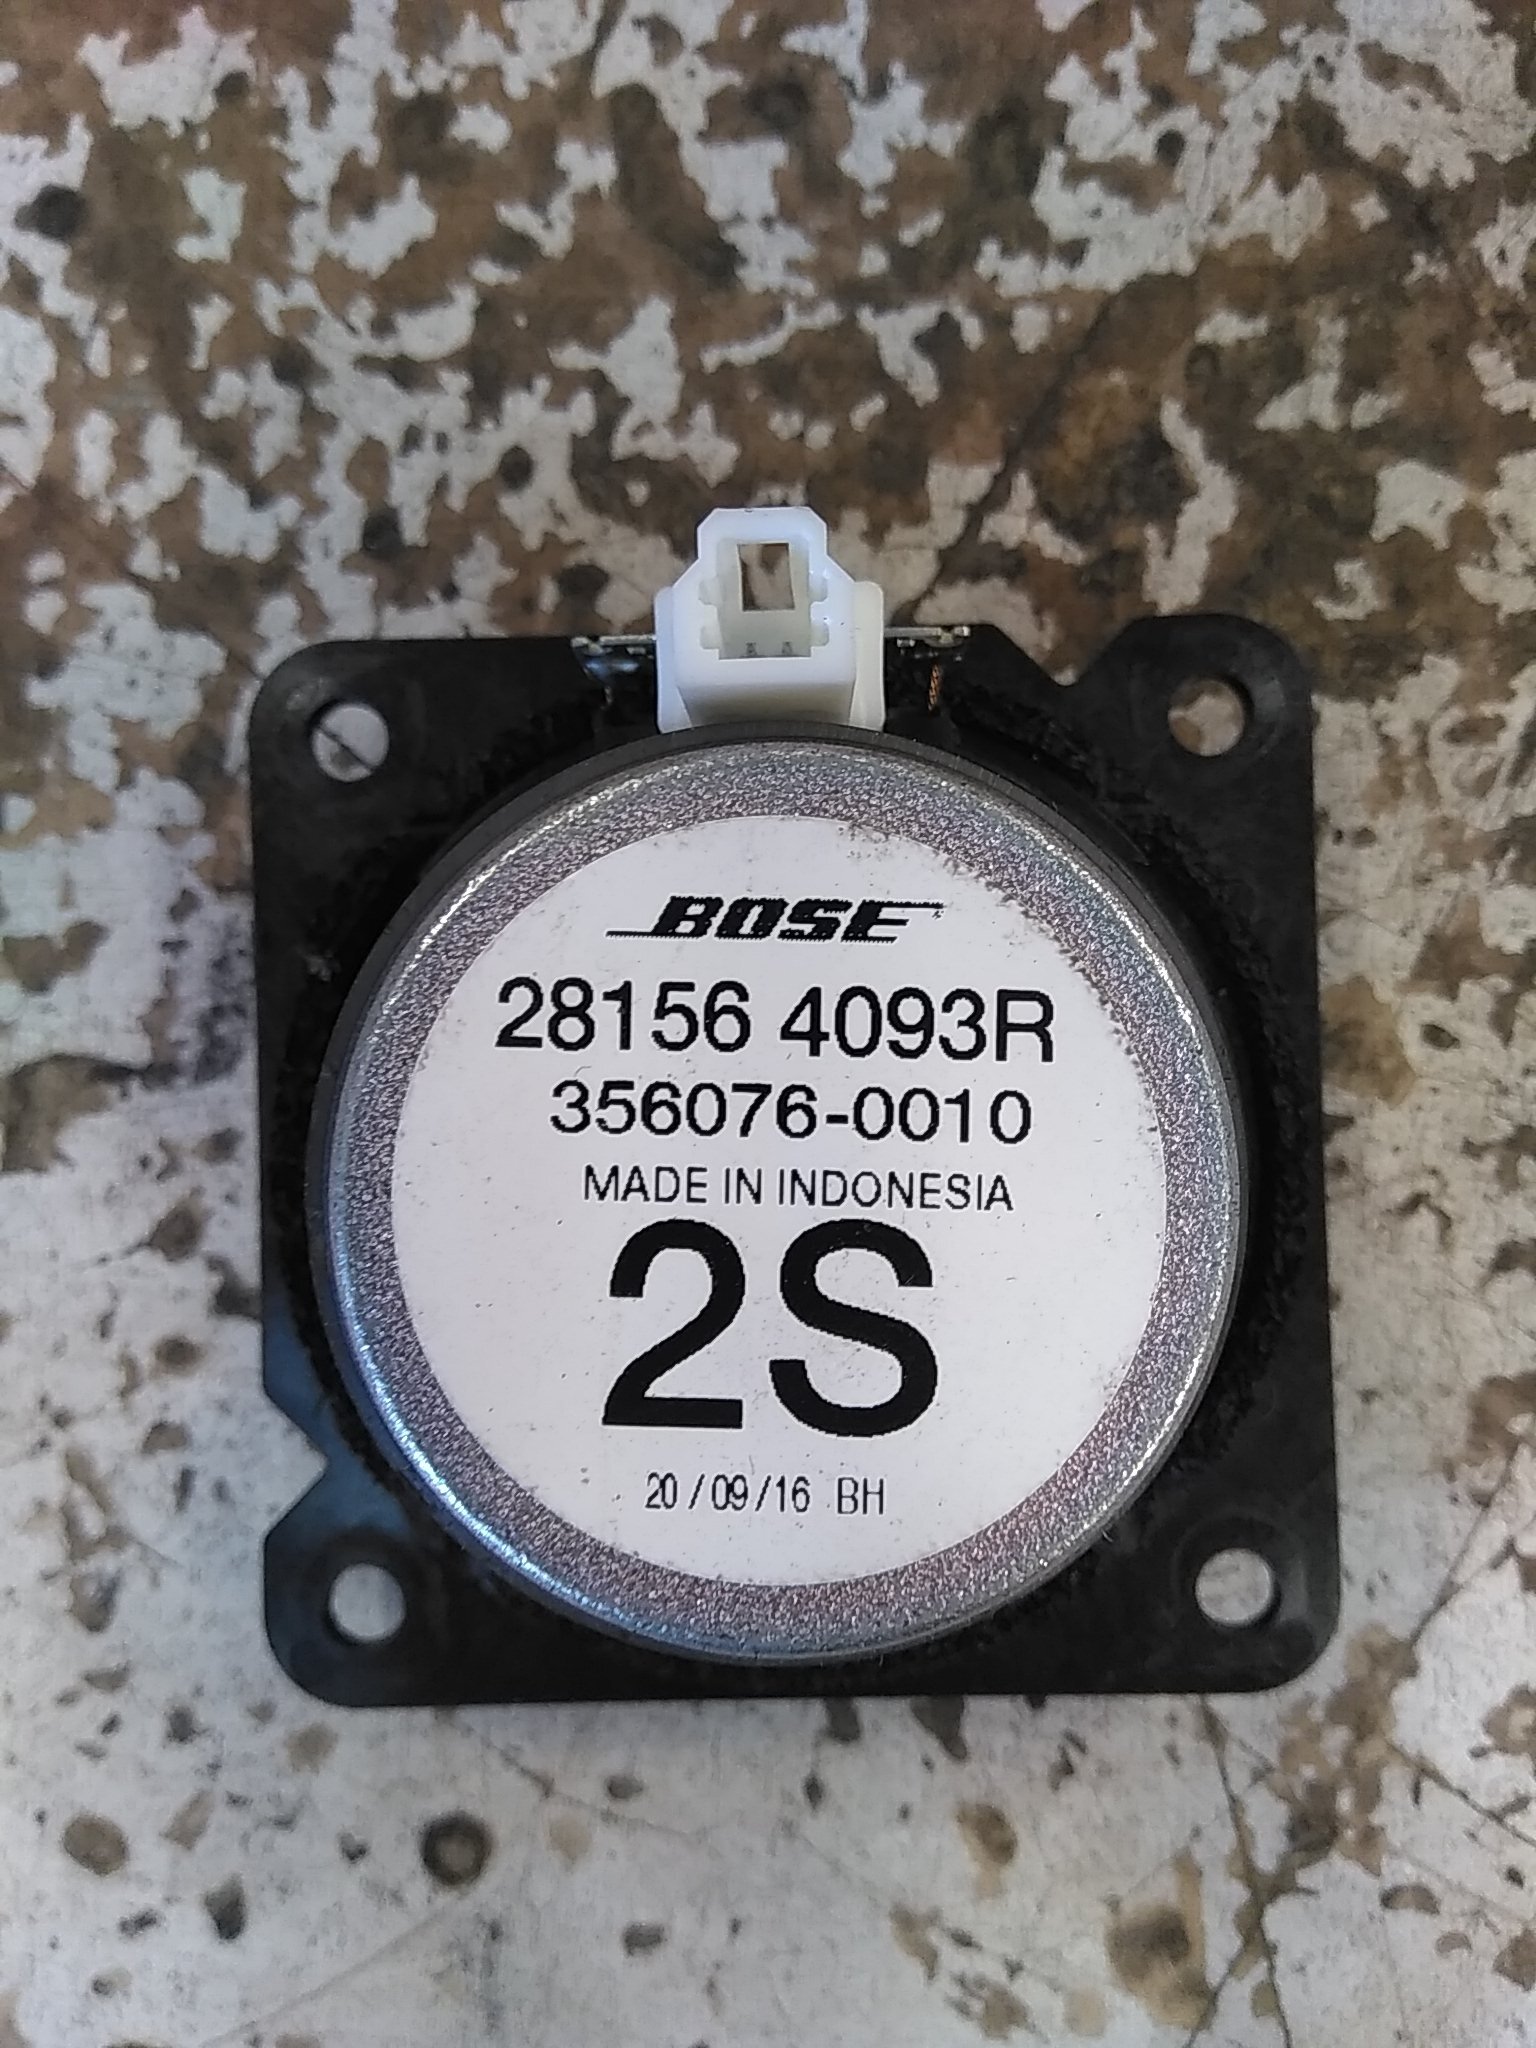 BOSE
28156 4093R
356076-0010
MADE IN INDONESIA
2S
20/09/16 BH